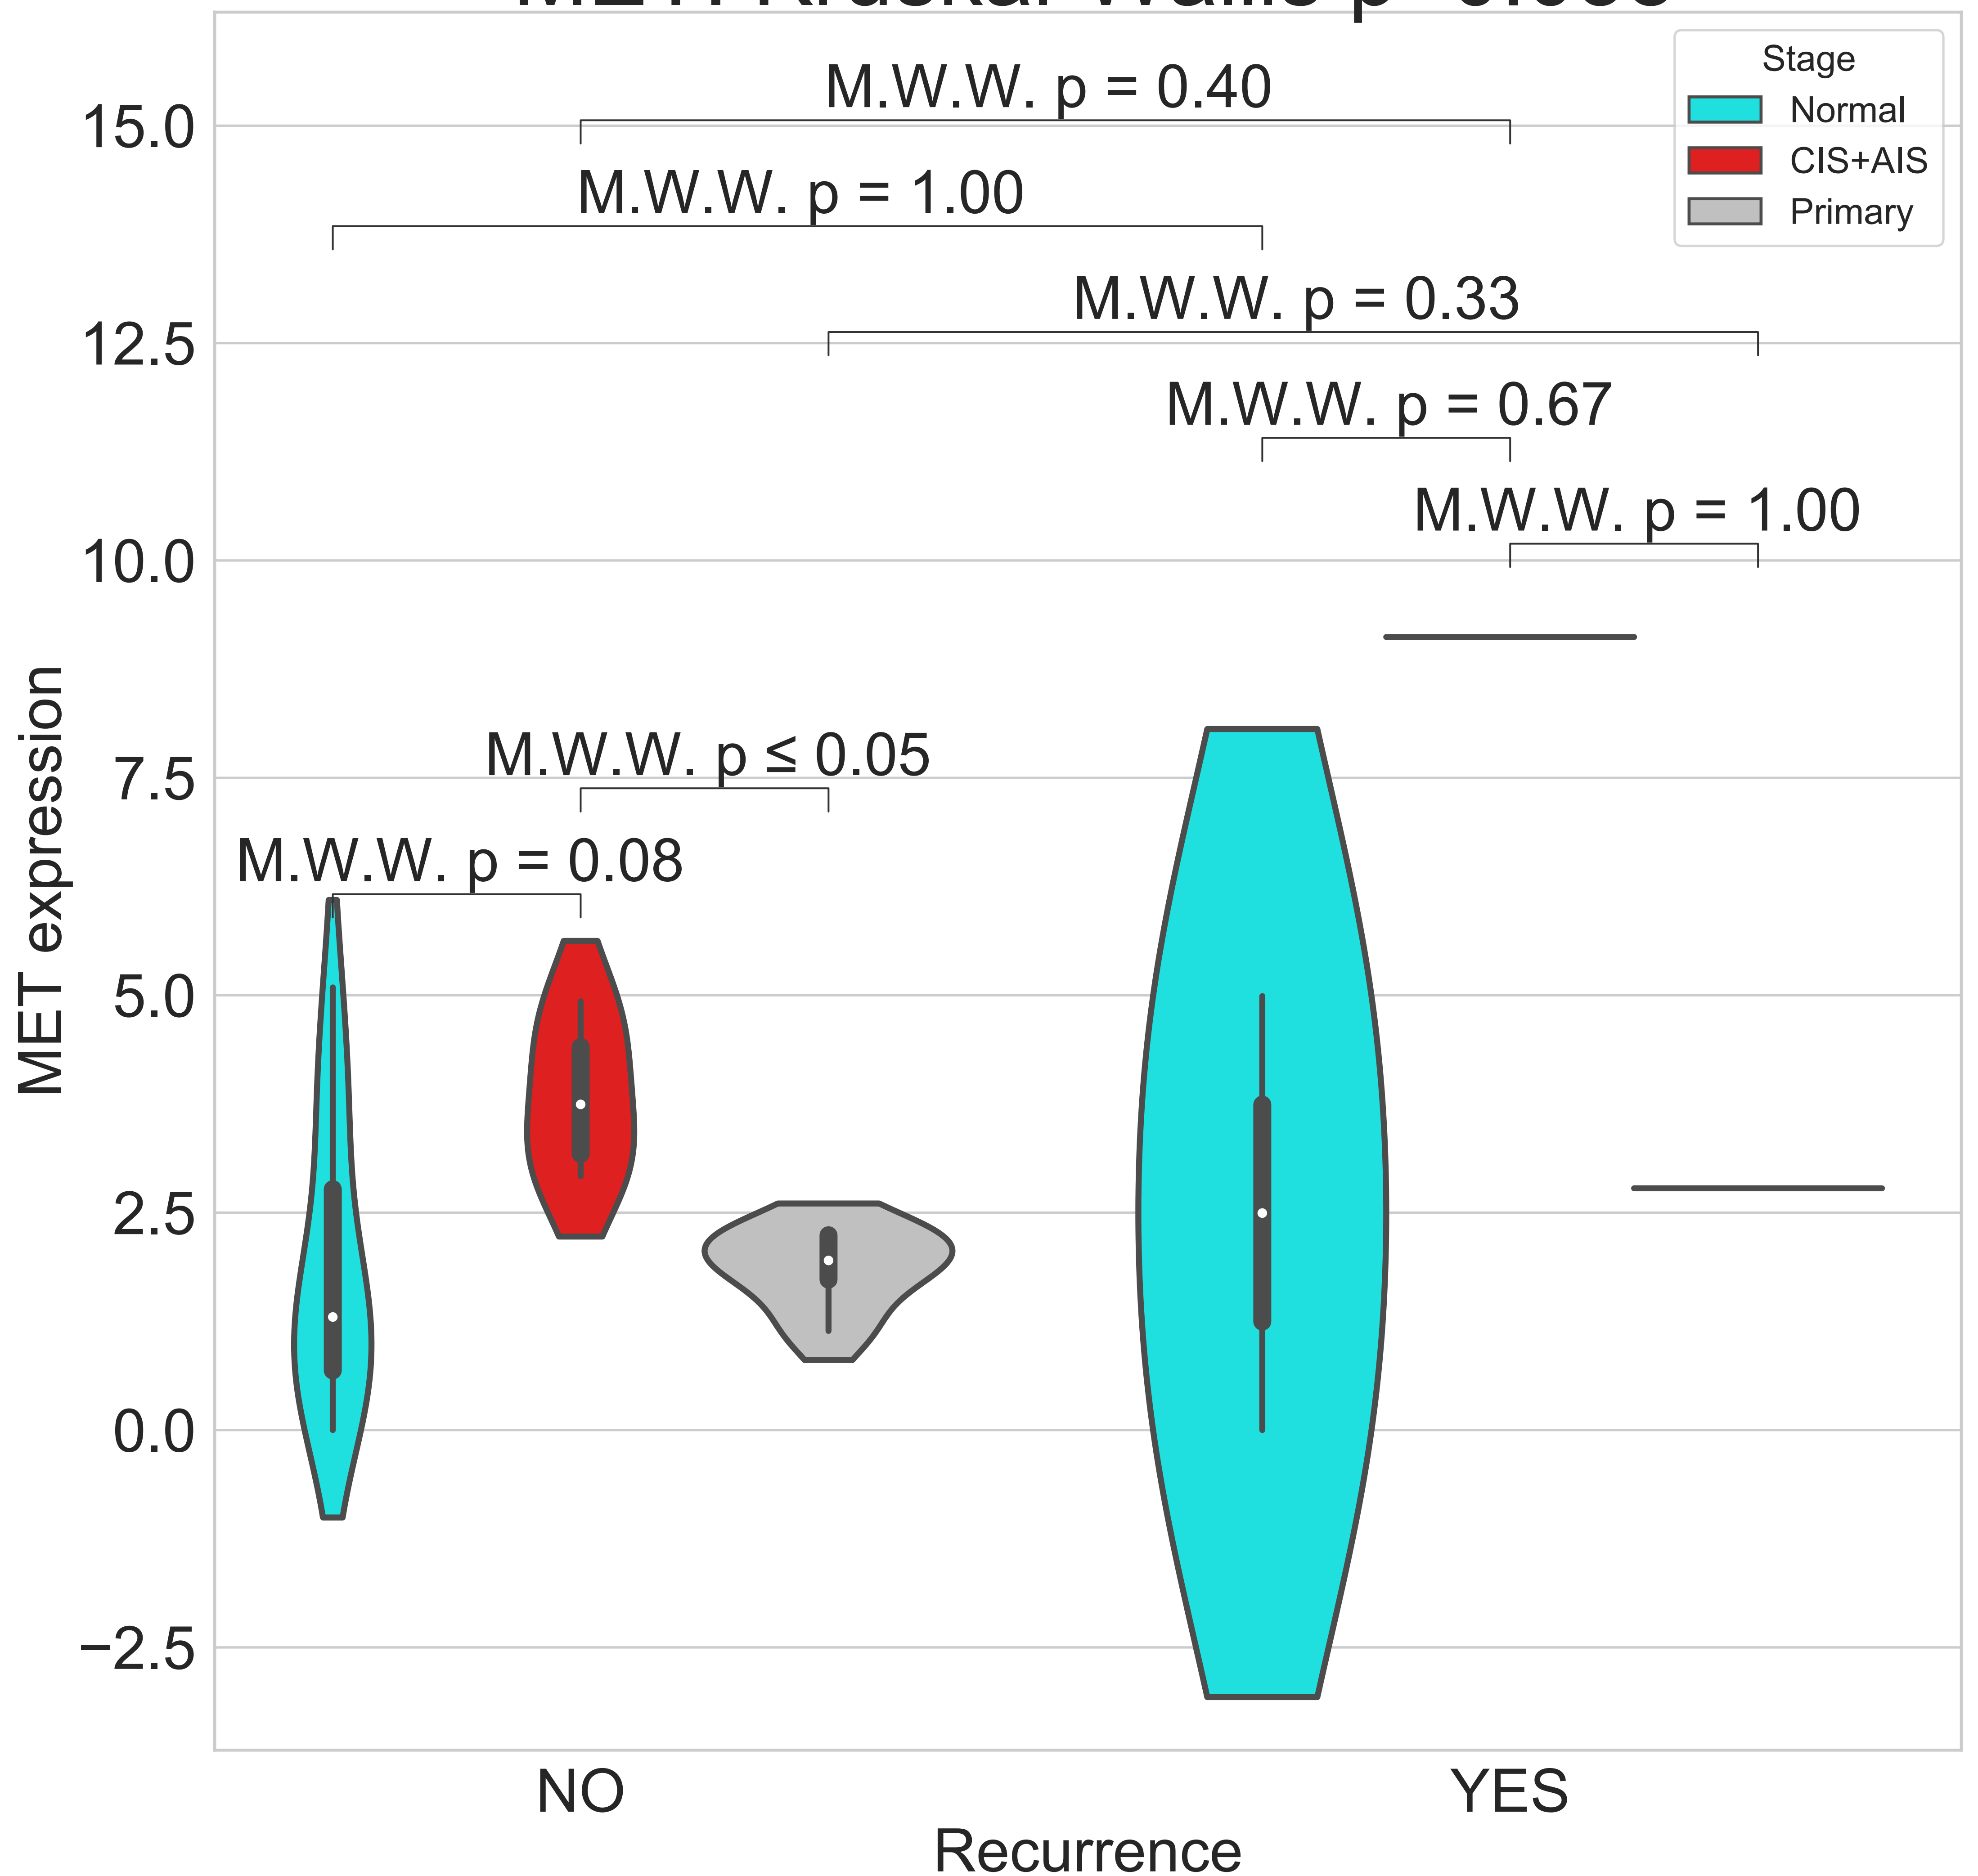 Stage
Normal
CIS+AIS
Primary
M.W.W. p = 0.40
M.W.W. p = 1.00
M.W.W. p = 0.33
M.W.W. p = 0.67
M.W.W. p = 1.00
M.W.W. p ≤ 0.05
M.W.W. p = 0.08
15.0
12.5
10.0
7.5
5.0
2.5
0.0
−2.5
MET expression
NO
YES
Recurrence